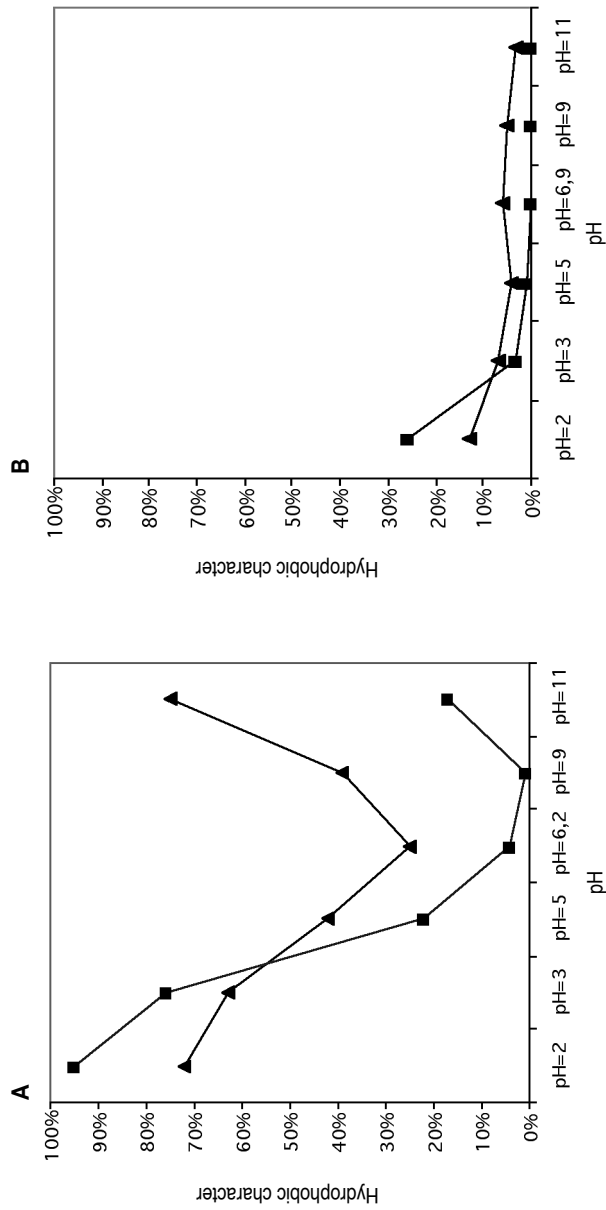 A
100%
90%
80%
70%
60%
50%
40%
30%
20%
10%
0%
Hydrophobic character
pH=2
pH=3
pH=5
pH=6,2
pH=9
pH=11
pH
B
100%
90%
80%
70%
60%
50%
40%
30%
20%
10%
0%
Hydrophobic character
pH=2
pH=3
pH=5
pH=6,9
pH=9
pH=11
pH